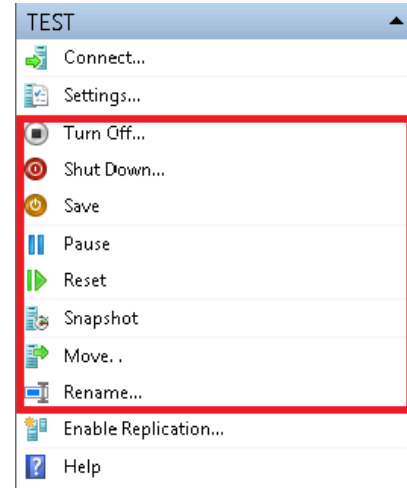 TEST
Connect...
Settings...
Turn Off...
Shut Down...
Save
Pause
Reset
Snapshot
Move. .
Rename...
Enable Replication...
Help